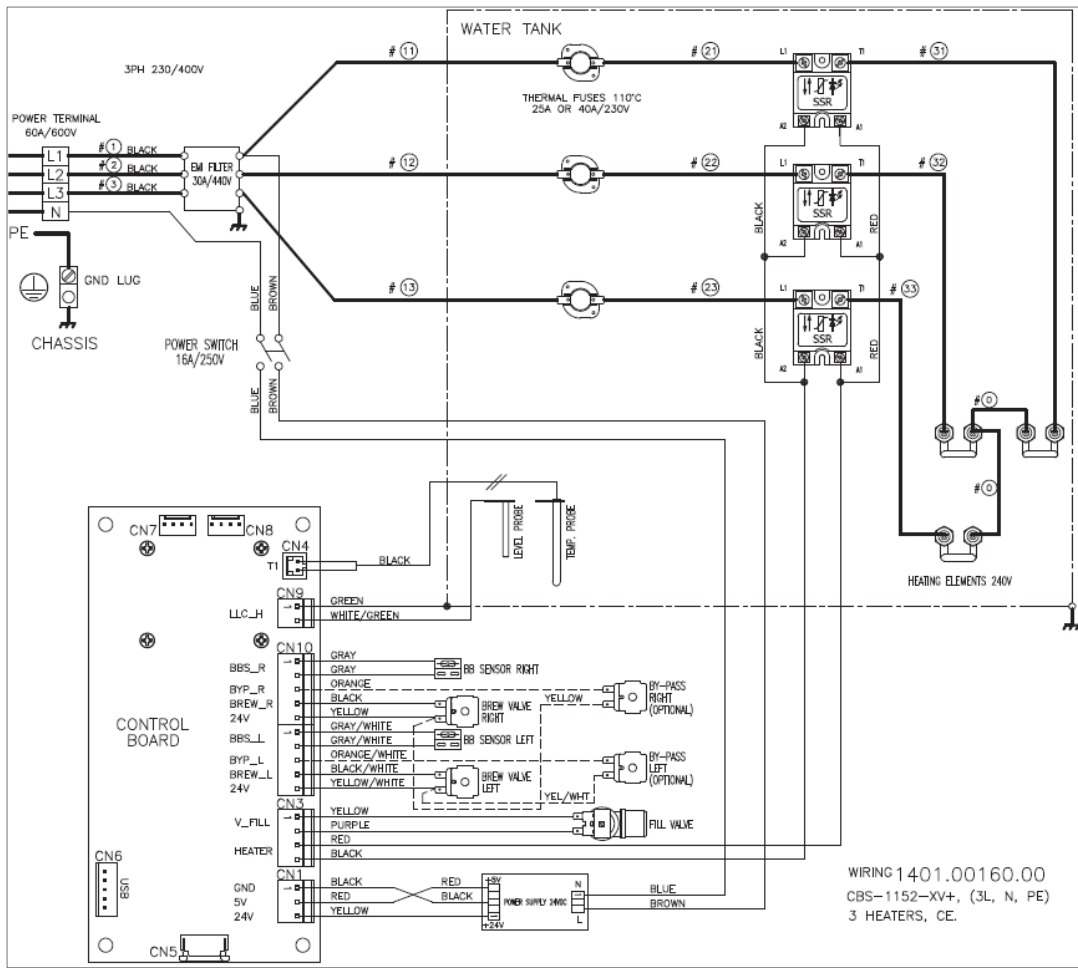 WATER TANK
# 11
# 21
# 31
L1
T1
3PH 230/400V
THERMAL FUSES 110°C
25A OR 40A/230V
SSR
A2
A1
POWER TERMINAL
60A/600V
L1
# 1 BLACK
L2
# 2 BLACK
L3
# 3 BLACK
N
EMI FILTER
30A/440V
# 12
# 22
# 32
L1
T1
SSR
A2
A1
BLACK
RED
PE
GND LUG
CHASSIS
BLUE
BROWN
# 13
# 23
# 33
L1
T1
SSR
A2
A1
BLACK
RED
POWER SWITCH
16A/250V
BLUE
BROWN
# 0
# 0
HEATING ELEMENTS 240V
LEVEL PROBE
TEMP. PROBE
CN7
CN8
CN4
T1
BLACK
CN9
LLC_H
GREEN
WHITE/GREEN
CN10
BBS_R
GRAY
GRAY
BB SENSOR RIGHT
BYP_R
ORANGE
BREW_R
BLACK
24V
YELLOW
BREW VALVE
RIGHT
YELLOW
BY-PASS
RIGHT
(OPTIONAL)
BBS_L
GRAY/WHITE
GRAY/WHITE
BB SENSOR LEFT
BYP_L
ORANGE/WHITE
BREW_L
BLACK/WHITE
24V
YELLOW/WHITE
BREW VALVE
LEFT
YEL/WHT
BY-PASS
LEFT
(OPTIONAL)
CONTROL
BOARD
CN3
V_FILL
YELLOW
PURPLE
FILL VALVE
HEATER
RED
BLACK
CN6
USB
CN1
GND
BLACK
RED
5V
RED
BLACK
24V
YELLOW
+5V
POWER SUPPLY 24VDC
+24V
N
L
BLUE
BROWN
CN5
WIRING 1401.00160.00
CBS-1152-XV+, (3L, N, PE)
3 HEATERS, CE.